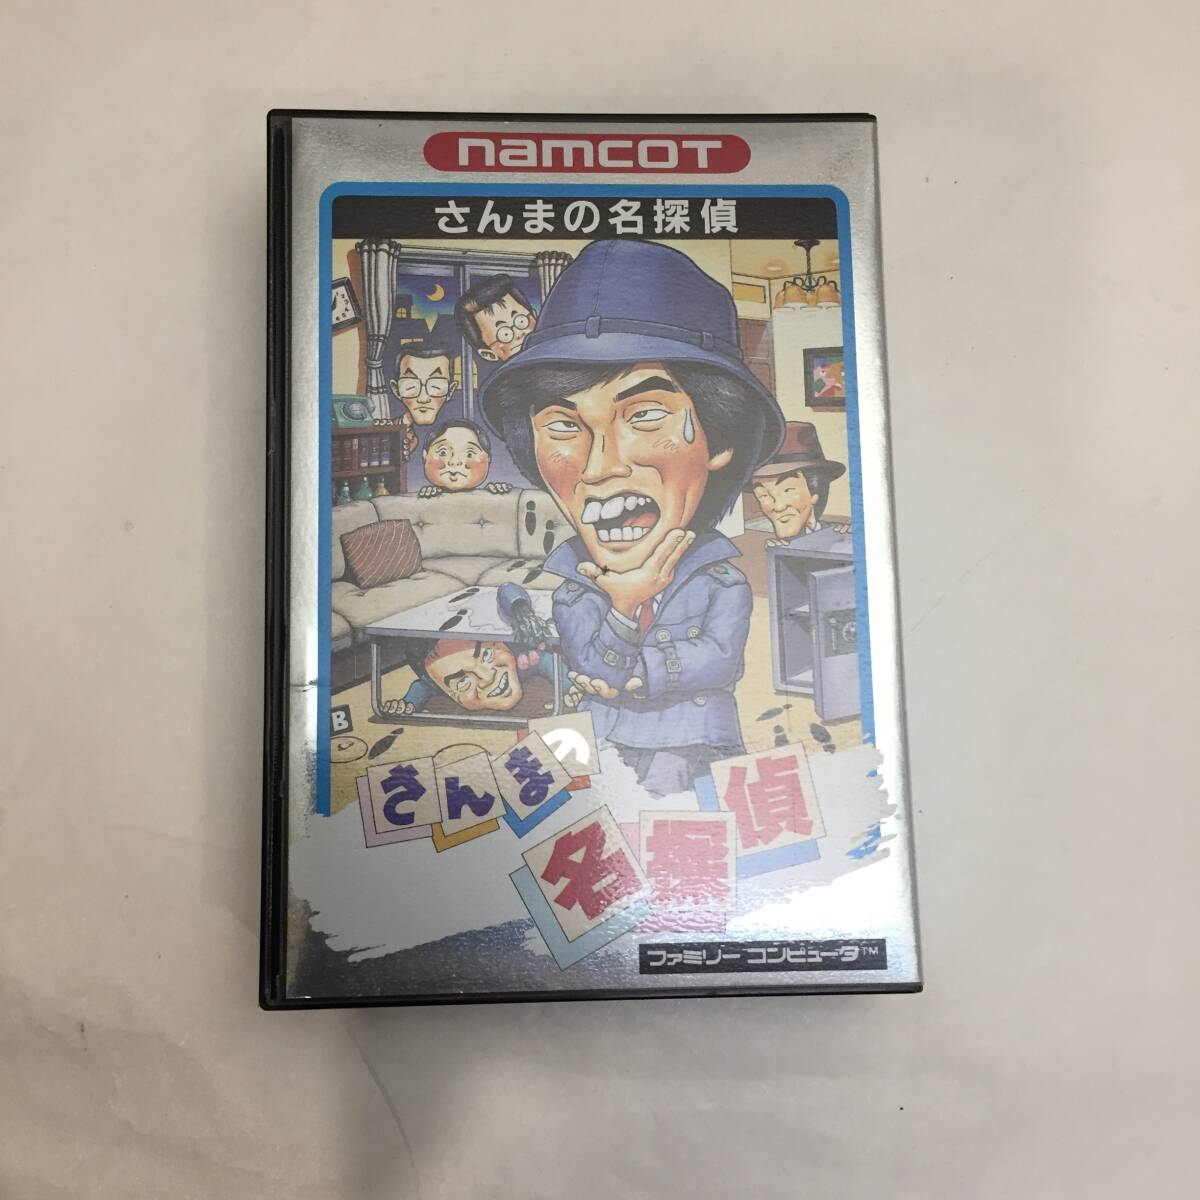 namcoT
さんまの名探偵
B
さんまの
名探偵
ファミリー コンピュータ™